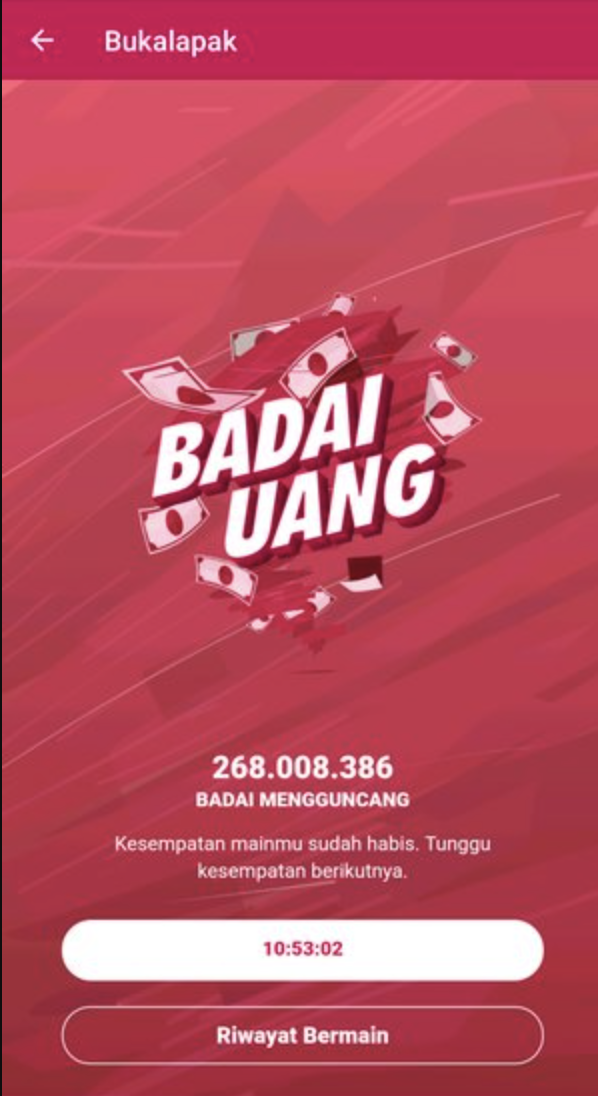 Bukalapak
BADAI
UANG
268.008.386
BADAI MENGGUNCANG
Kesempatan mainmu sudah habis. Tunggu
kesempatan berikutnya.
10:53:02
Riwayat Bermain